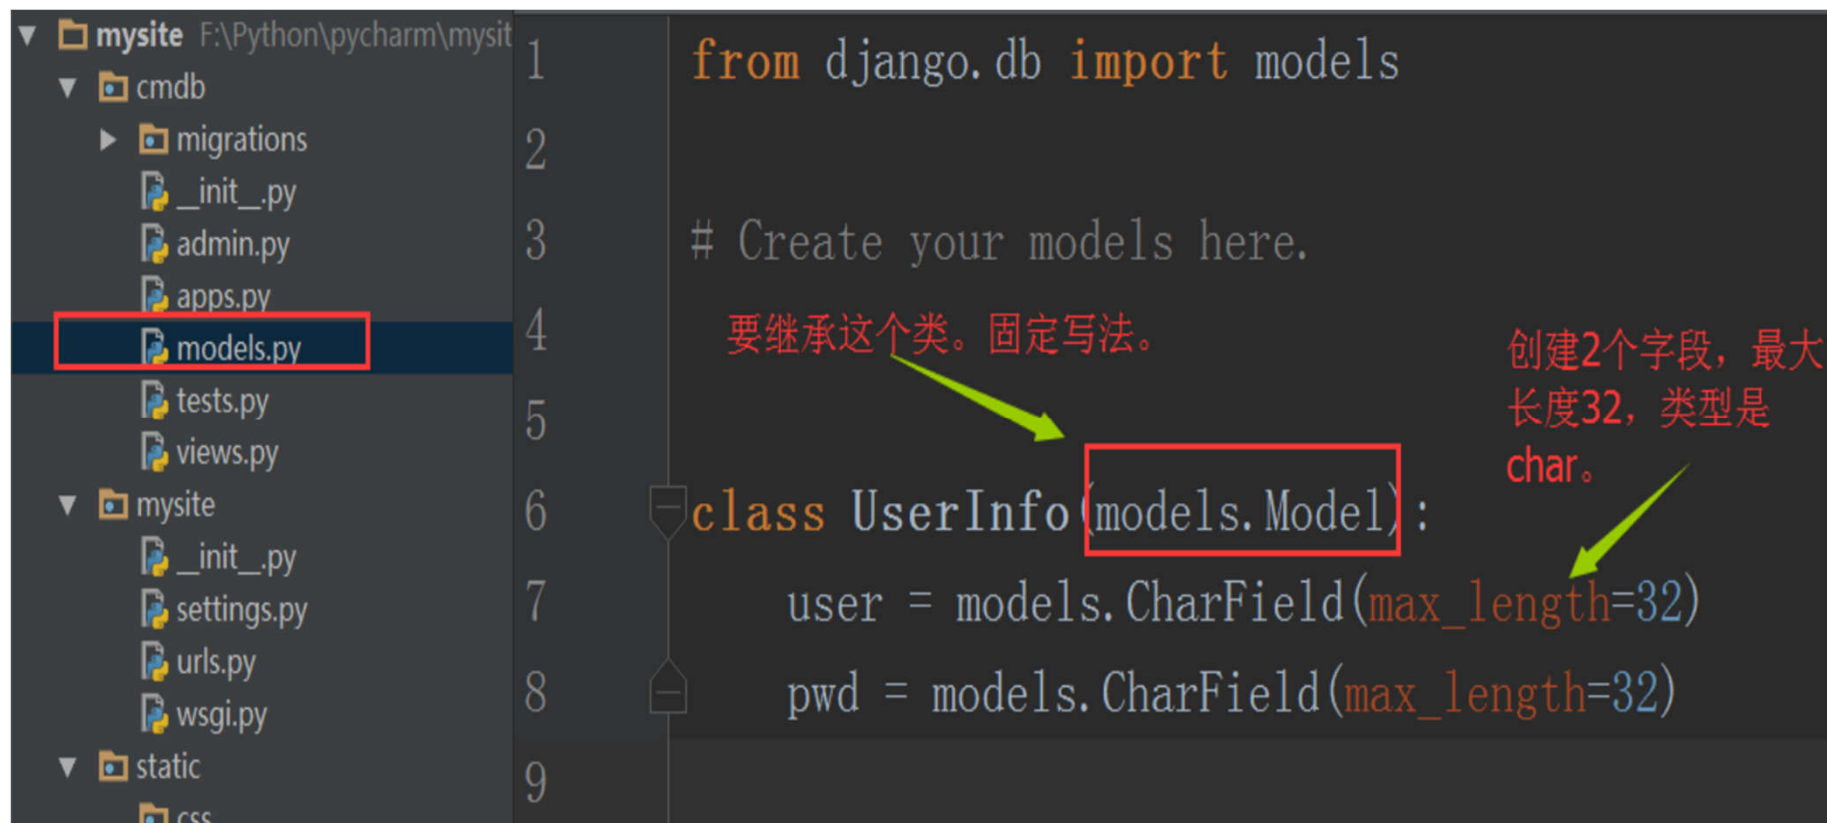 mysite F:\Python\pycharm\mysit
cmdb
migrations
__init__.py
admin.py
apps.py
models.py
tests.py
views.py
mysite
__init__.py
settings.py
urls.py
wsgi.py
static
css
1 from django.db import models
2
3 # Create your models here.
4
要继承这个类。固定写法。
创建2个字段，最大
长度32，类型是
char。
5
6 class UserInfo(models.Model):
7 user = models.CharField(max_length=32)
8 pwd = models.CharField(max_length=32)
9